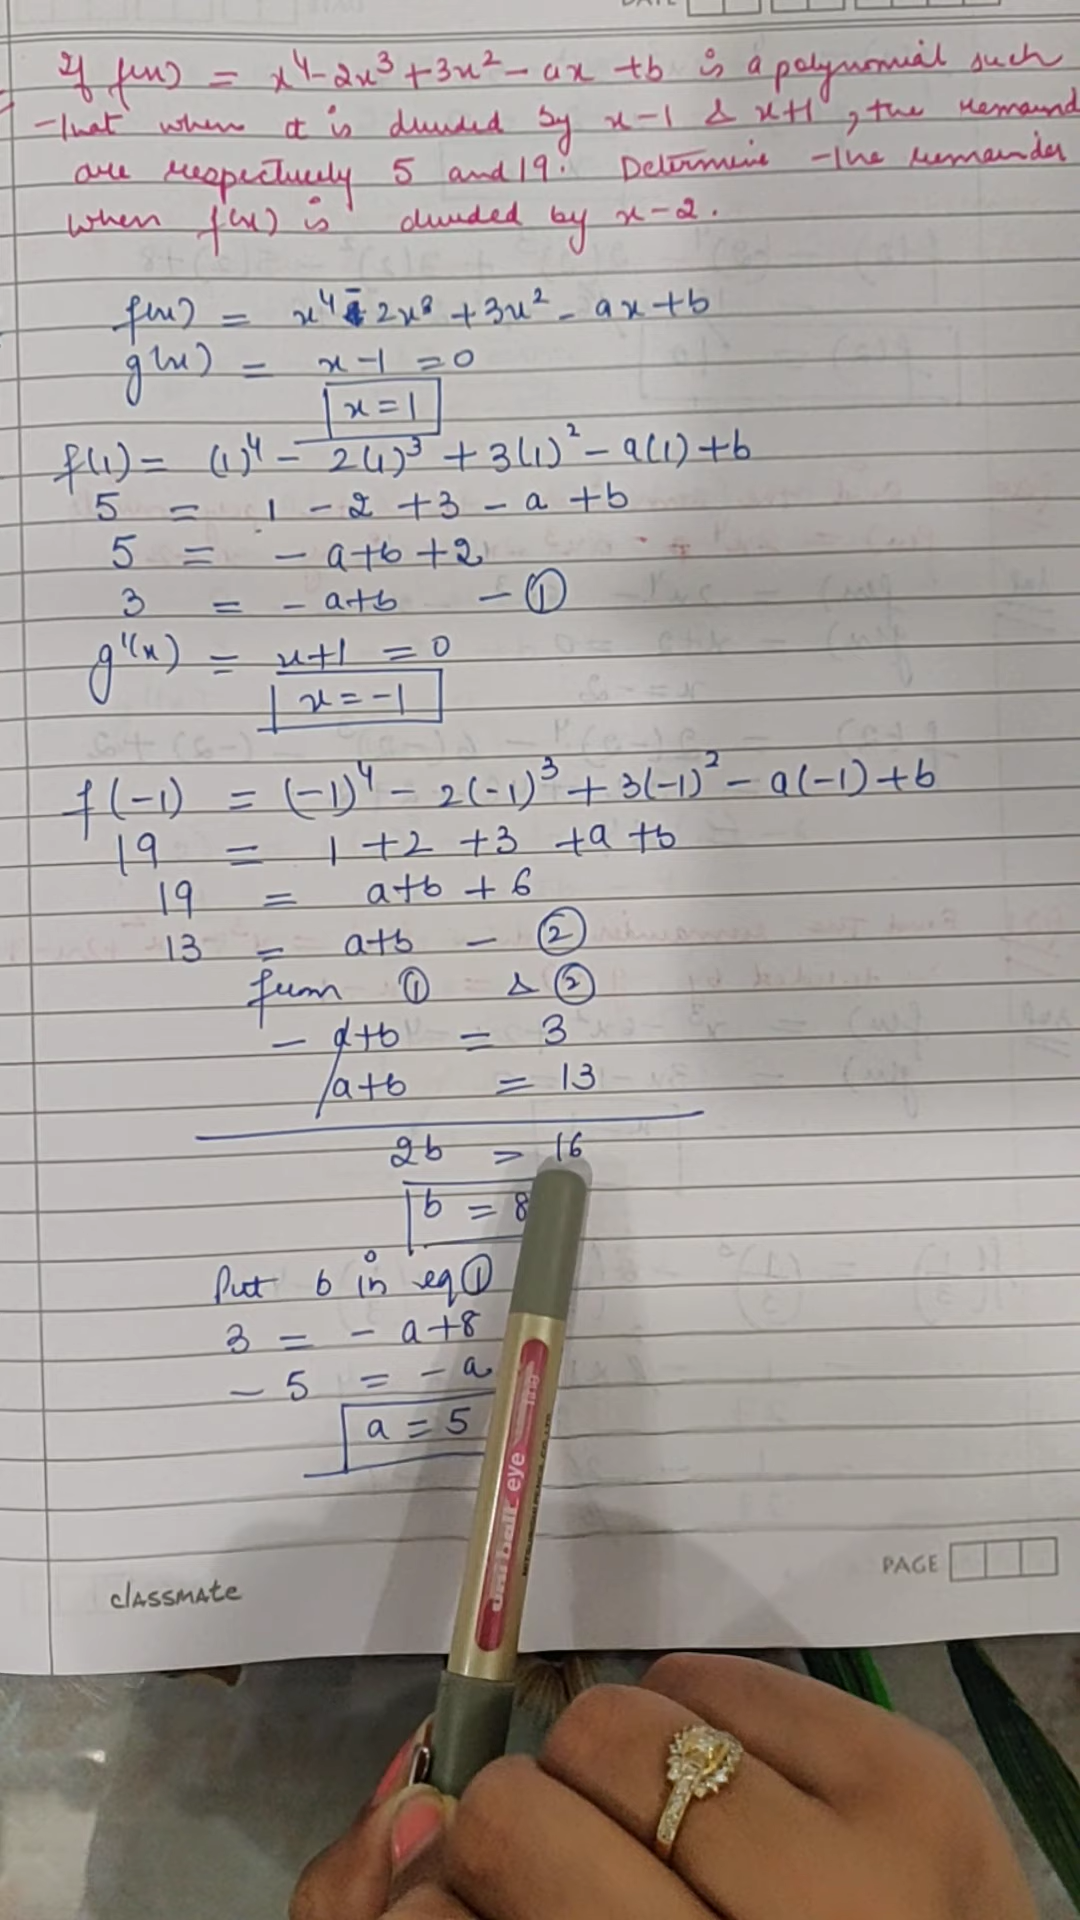 If f(x) = x⁴-2x³+3x²-ax+b is a polynomial such
that when it is divided by x-1 & x+1, the remaind
are respectively 5 and 19. Determine the remainder
when f(x) is divided by x-2.
f(x) = x⁴-2x³+3x²-ax+b
g(x) = x-1=0
x=1
f(1) = (1)⁴-2(1)³+3(1)²-a(1)+b
5 = 1-2+3-a+b
5 = -a+b+2
3 = -a+b -①
g'(x) = x+1=0
x=-1
f(-1) = (-1)⁴-2(-1)³+3(-1)²-a(-1)+b
19 = 1+2+3+a+b
19 = a+b+6
13 = a+b -②
from ① & ②
-a+b = 3
a+b = 13
2b = 16
b = 8
Put b in eq ①
3 = -a+8
-5 = -a
a = 5
classmate
PAGE
uni-ball eye